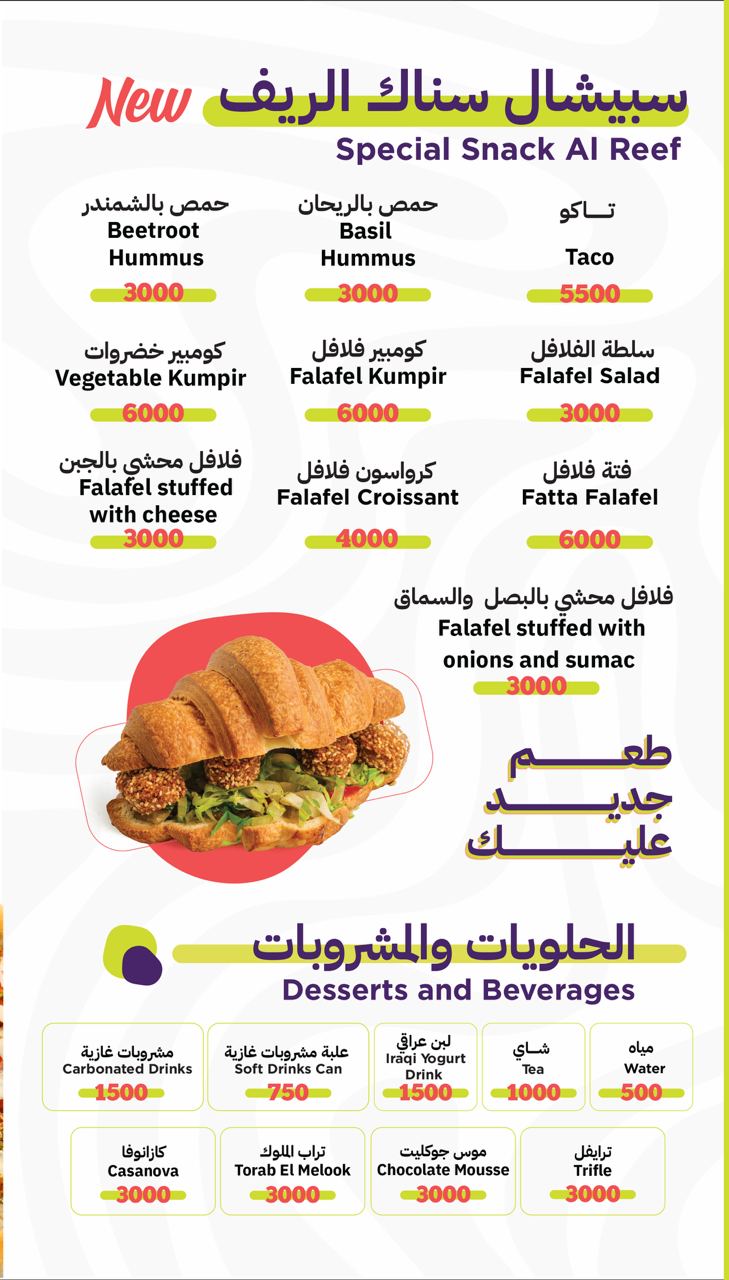 سبيشال سناك الريف New
Special Snack Al Reef
تـــاكو
Taco
5500
حمص بالريحان
Basil
Hummus
3000
حمص بالشمندر
Beetroot
Hummus
3000
سلطة الفلافل
Falafel Salad
3000
كومبير فلافل
Falafel Kumpir
6000
كومبير خضروات
Vegetable Kumpir
6000
فتة فلافل
Fatta Falafel
6000
كرواسون فلافل
Falafel Croissant
4000
فلافل محشي بالجبن
Falafel stuffed
with cheese
3000
فلافل محشي بالبصل والسماق
Falafel stuffed with
onions and sumac
3000
طعـــــــــم
جديـــــــــد
عليـــــــــك
الحلويات والمشروبات
Desserts and Beverages
مياه
Water
500
شـــاي
Tea
1000
لبن عراقي
Iraqi Yogurt
Drink
1500
علبة مشروبات غازية
Soft Drinks Can
750
مشروبات غازية
Carbonated Drinks
1500
ترايفل
Trifle
3000
موس جوكليت
Chocolate Mousse
3000
تراب الملوك
Torab El Melook
3000
كازانوفا
Casanova
3000